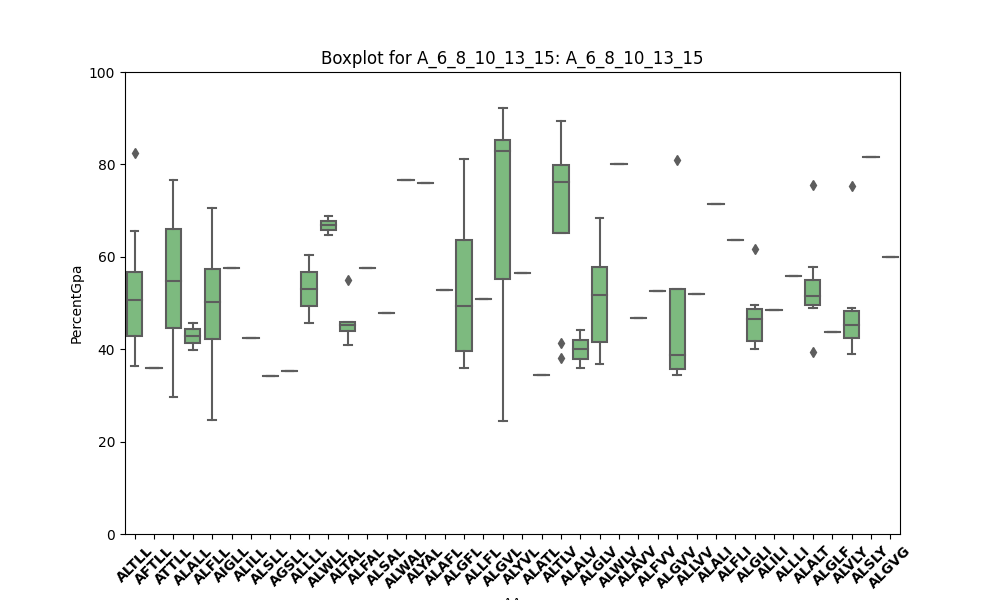 Boxplot for A_6_8_10_13_15: A_6_8_10_13_15
PercentGpa
100
80
60
40
20
0
ALTLL
AFTLL
ATTLL
ALALL
ALFLL
AIGLL
ALILL
ALSLL
AGSLL
ALLLL
ALWLL
ALTAL
ALFAL
ALSAL
ALWAL
ALYAL
ALAFL
ALGFL
ALLFL
ALGVL
ALYVL
ALATL
ALTLV
ALALV
ALGLV
ALWLV
ALAVV
ALFVV
ALGVV
ALLVV
ALALI
ALFLI
ALGLI
ALILI
ALLLI
ALALT
ALGLF
ALVLY
ALSLY
ALGVG